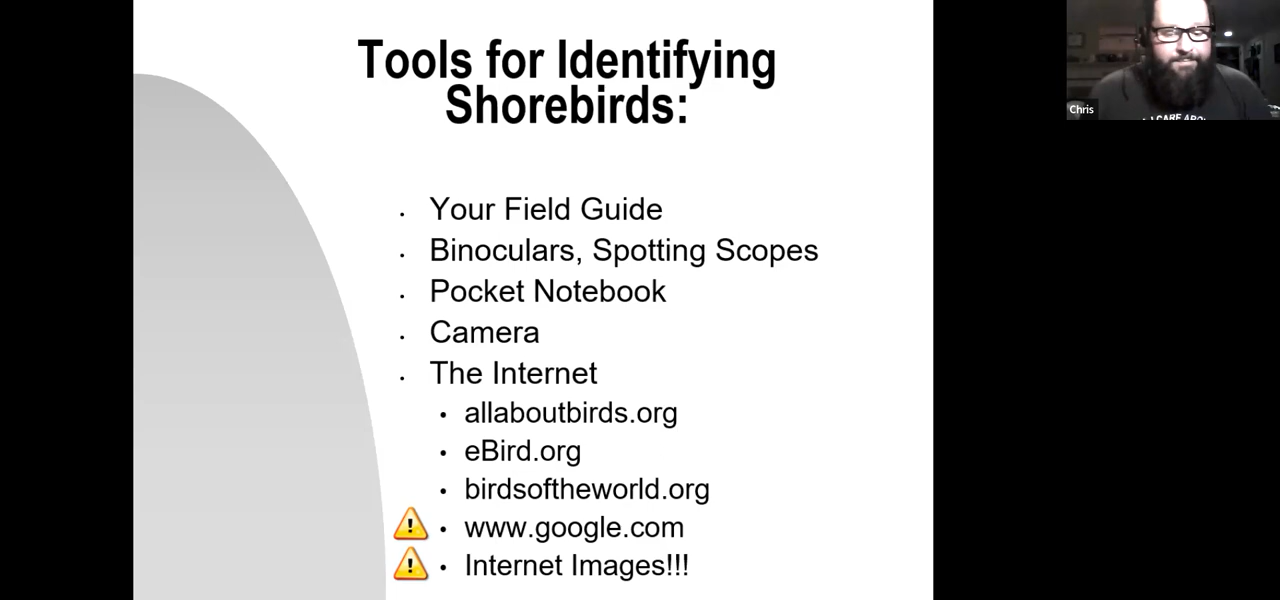 Tools for Identifying
Shorebirds:
• Your Field Guide
• Binoculars, Spotting Scopes
• Pocket Notebook
• Camera
• The Internet
• allaboutbirds.org
• eBird.org
• birdsoftheworld.org
• www.google.com
• Internet Images!!!
Chris
I CARE